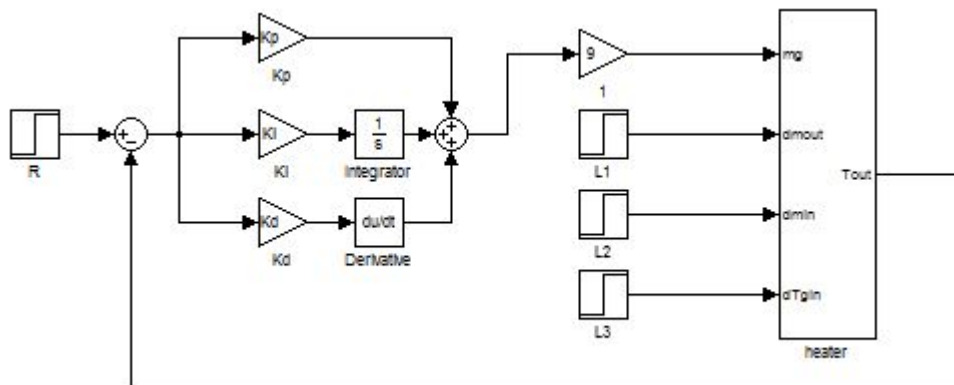 Kp
Kp
9
1
mg
R
KI
KI
1
s
Integrator
L1
dmout
Tout
Kd
Kd
du/dt
Derivative
L2
dmin
L3
dTgin
heater